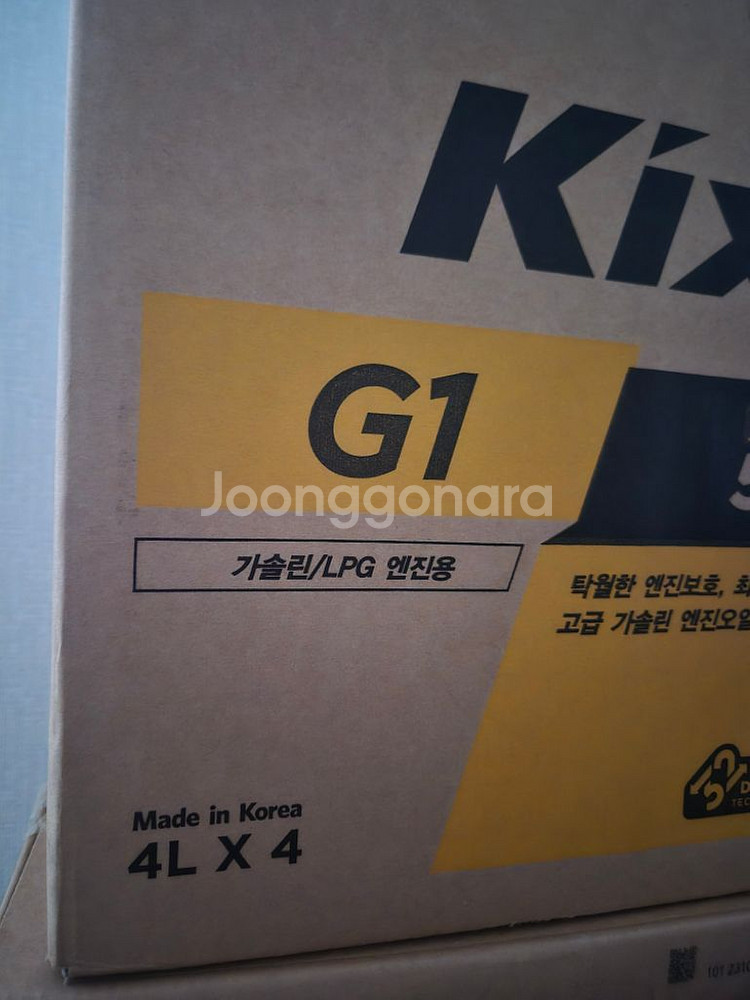 Kix
G1
5
Joonggonara
가솔린/LPG 엔진용
탁월한 엔진보호,
고급 가솔린 엔진오일
Made in Korea
4L X 4